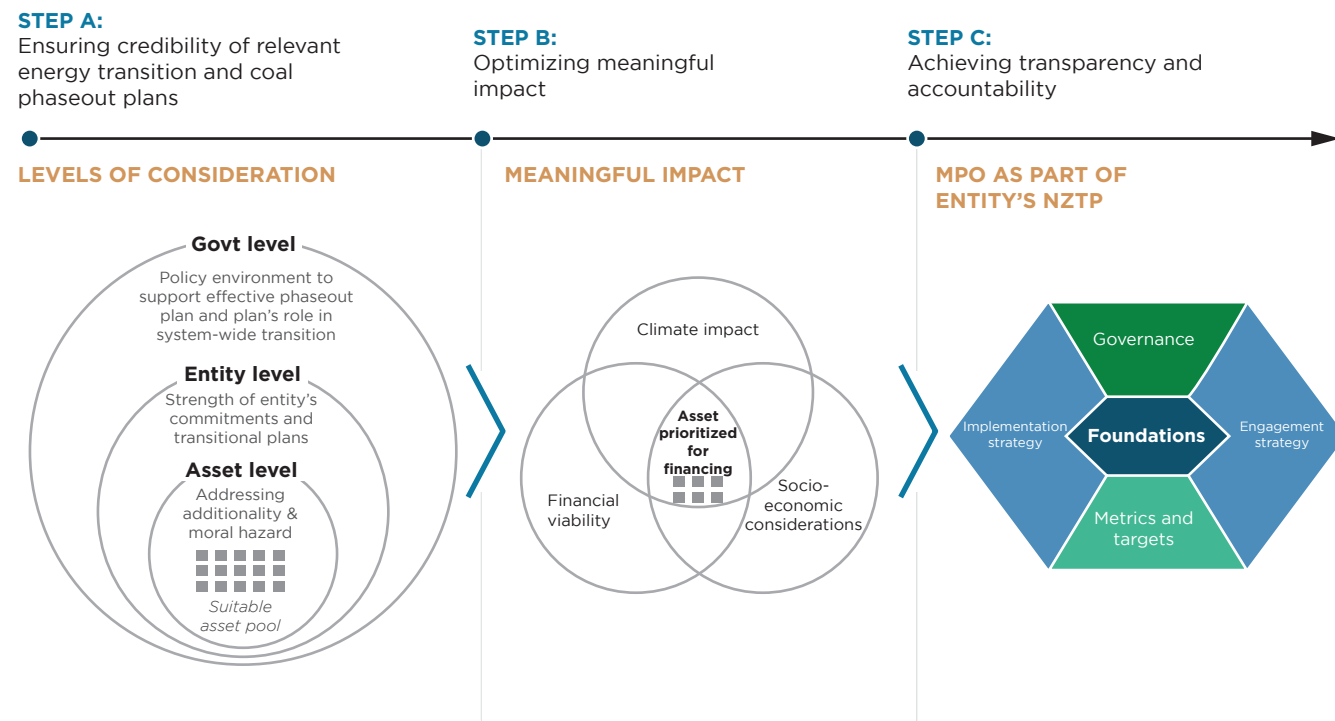 STEP A:
Ensuring credibility of relevant
energy transition and coal
phaseout plans
STEP B:
Optimizing meaningful
impact
STEP C:
Achieving transparency and
accountability
LEVELS OF CONSIDERATION
Govt level
Policy environment to
support effective phaseout
plan and plan's role in
system-wide transition
Entity level
Strength of entity's
commitments and
transitional plans
Asset level
Addressing
additionality &
moral hazard
Suitable
asset pool
MEANINGFUL IMPACT
Climate impact
Asset
prioritized
for
financing
Financial
viability
Socio-
economic
considerations
MPO AS PART OF
ENTITY'S NZTP
Governance
Implementation
strategy
Foundations
Engagement
strategy
Metrics and
targets